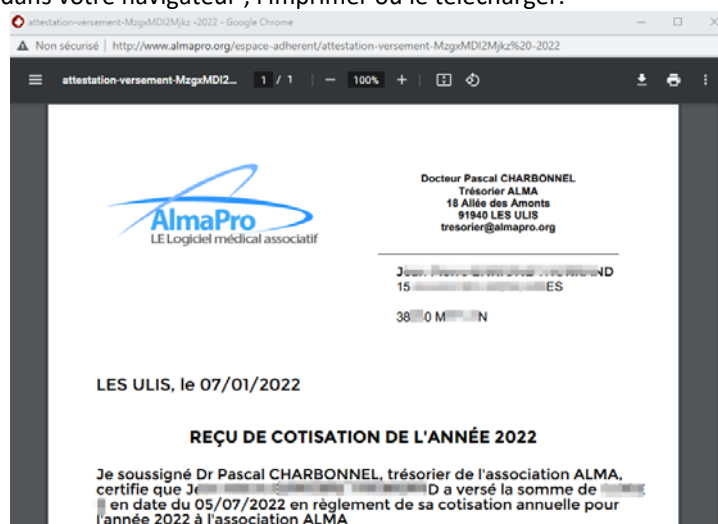 dans votre navigateur, l'imprimer ou le télécharger.
attestation-versement-MzgxMDI2Mjkz -2022 - Google Chrome
Non sécurisé | http://www.almapro.org/espace-adherent/attestation-versement-MzgxMDI2Mjkz%20-2022
attestation-versement-MzgxMDI2... 1 / 1 100%
AlmaPro
LE Logiciel médical associatif
Docteur Pascal CHARBONNEL
Trésorier ALMA
18 Allée des Amonts
91940 LES ULIS
tresorier@almapro.org
15
ES
38 0 M N
LES ULIS, le 07/01/2022
REÇU DE COTISATION DE L'ANNÉE 2022
Je soussigné Dr Pascal CHARBONNEL, trésorier de l'association ALMA,
certifie que D a versé la somme de
en date du 05/07/2022 en règlement de sa cotisation annuelle pour
l'année 2022 à l'association ALMA